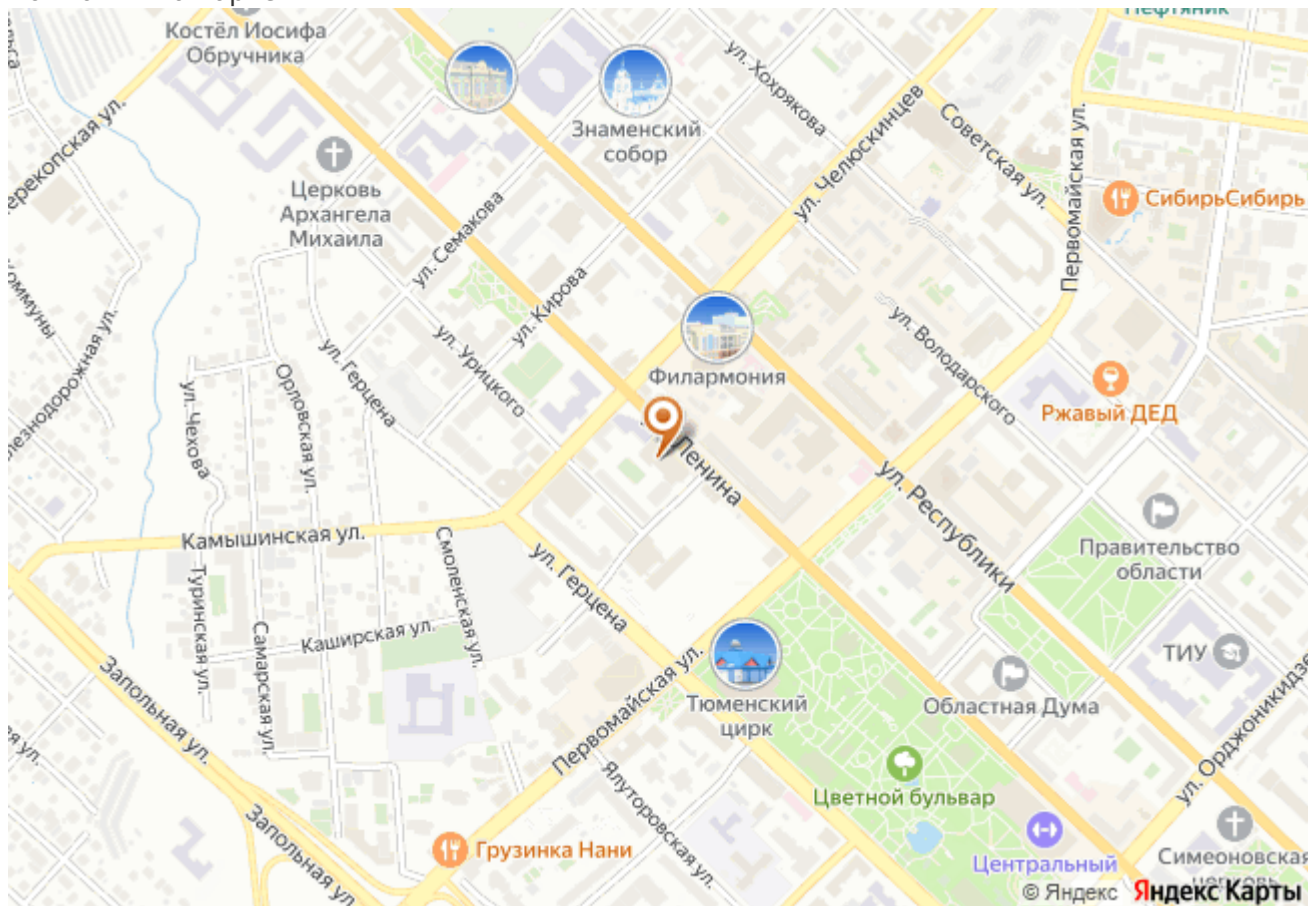 Нефтяник
Костёл Иосифа
Обручника
ул. Хохрякова
Знаменский
собор
ул. Челюскинцев
Советская ул.
Первомайская ул.
Церковь
Архангела
Михаила
СибирьСибирь
ул. Семакова
ул. Кирова
ул. Урицкого
ул. Герцена
Орловская ул.
ул. Чехова
Филармония
ул. Володарского
Ржавый ДЕД
Ленина
ул. Республики
Камышинская ул.
Смоленская ул.
ул. Герцена
Правительство
области
Туринская ул.
Каширская ул.
Самарская ул.
ТИУ
Запольная ул.
Первомайская ул.
Тюменский
цирк
Областная Дума
ул. Орджоникидзе
Цветной бульвар
Ялуторовская ул.
Запольная ул.
Грузинка Нани
Центральный
Симеоновская
церковь
© Яндекс Яндекс Карты